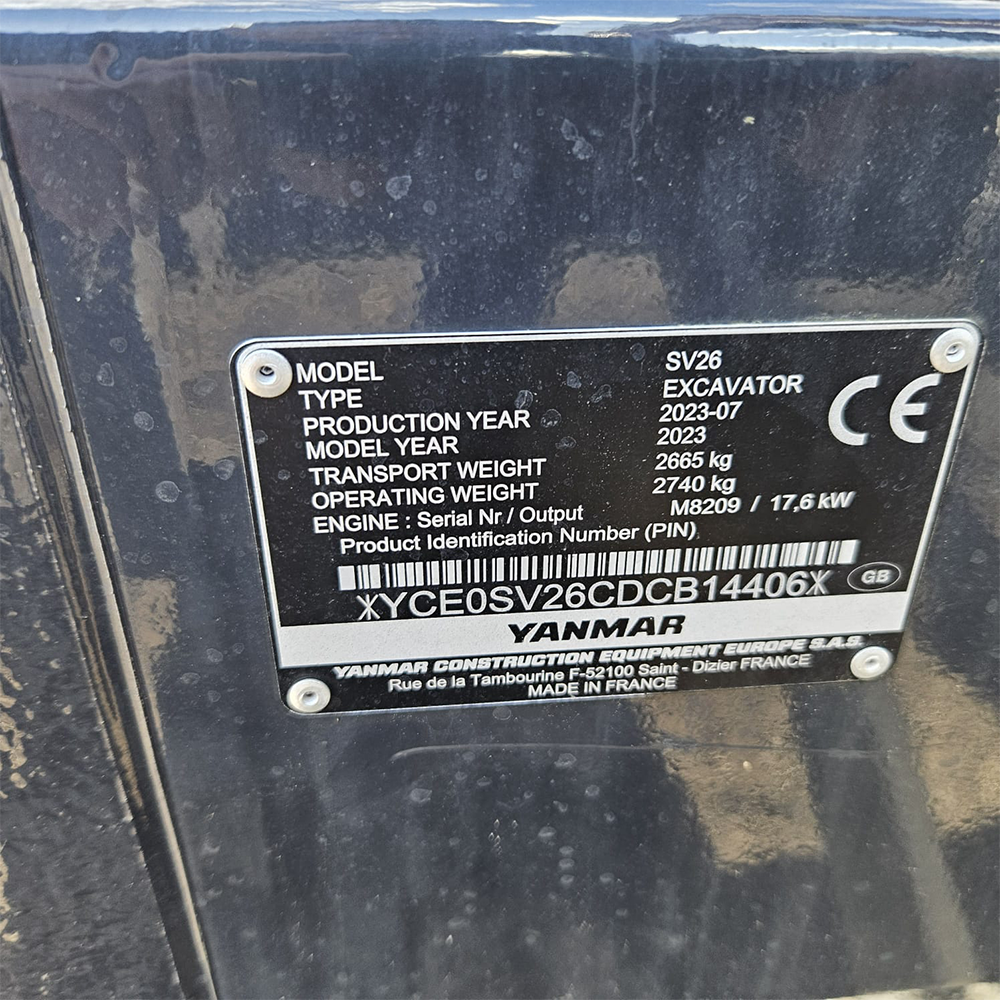 MODEL SV26
TYPE EXCAVATOR
PRODUCTION YEAR 2023-07
MODEL YEAR 2023
TRANSPORT WEIGHT 2665 kg
OPERATING WEIGHT 2740 kg
ENGINE : Serial Nr / Output M8209 / 17,6 kW
Product Identification Number (PIN)
YCE0SV26CDCB14406
GB
CE
YANMAR
YANMAR CONSTRUCTION EQUIPMENT EUROPE S.A.S.
Rue de la Tambourine F-52100 Saint - Dizier FRANCE
MADE IN FRANCE